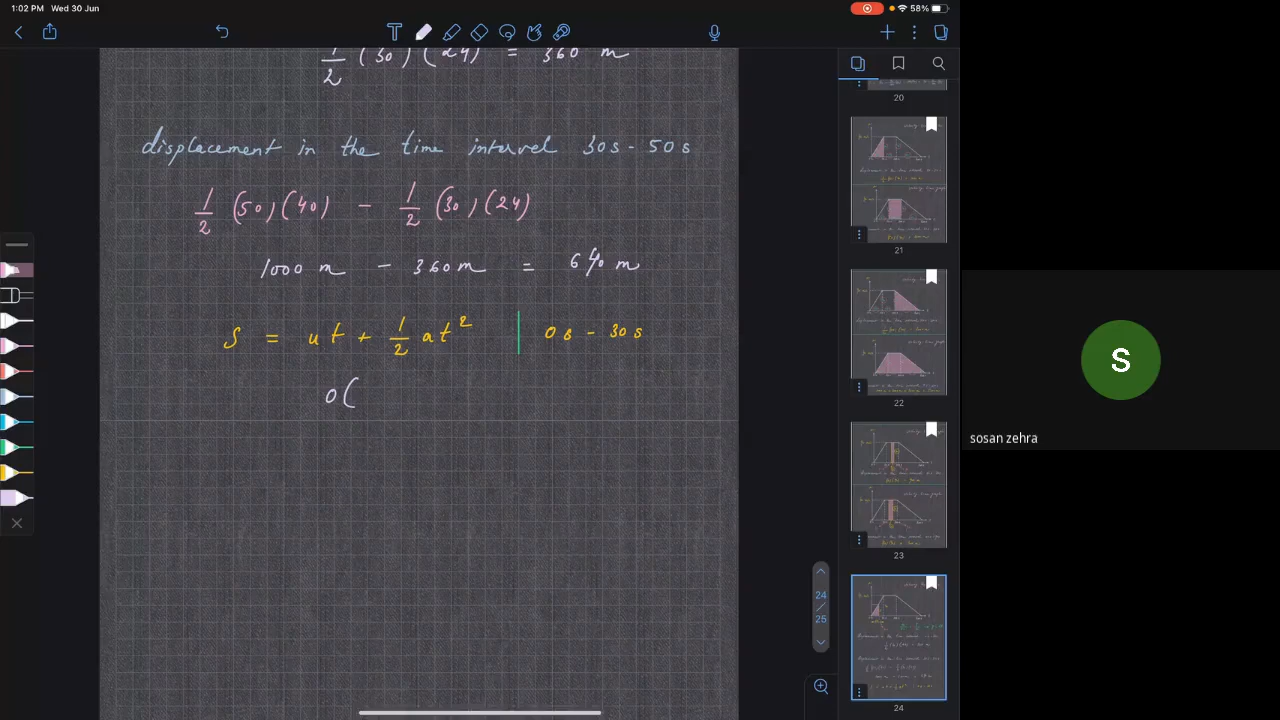 1:02 PM Wed 30 Jun
58%
1/2 (30) (24) = 360 m
displacement in the time intervel 30s - 50s
1/2 (50) (40) - 1/2 (30) (24)
1000 m - 360 m = 640 m
S = ut + 1/2 at² | 0s - 30s
0(
20
21
22
23
24
24
/
25
S
sosan zehra